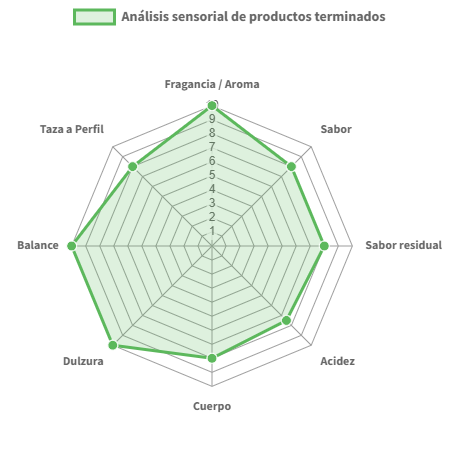 Análisis sensorial de productos terminados
Fragancia / Aroma
Taza a Perfil
Sabor
9
8
7
6
5
4
3
2
1
Balance
Sabor residual
Dulzura
Acidez
Cuerpo